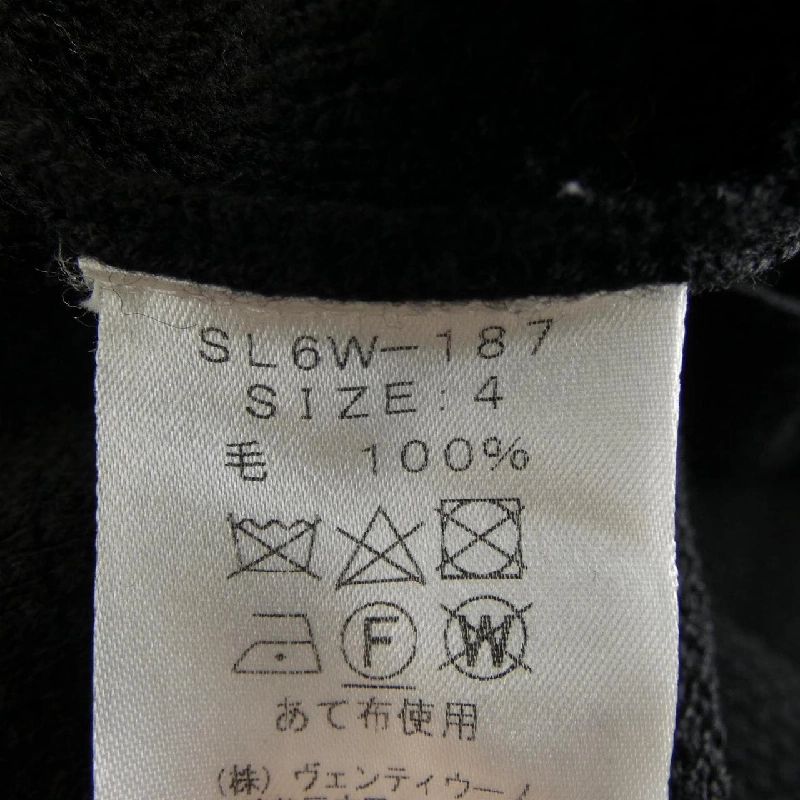 SL6W-187
SIZE:4
毛 100%
F W
あて布使用
(株) ヴェンティウーノ